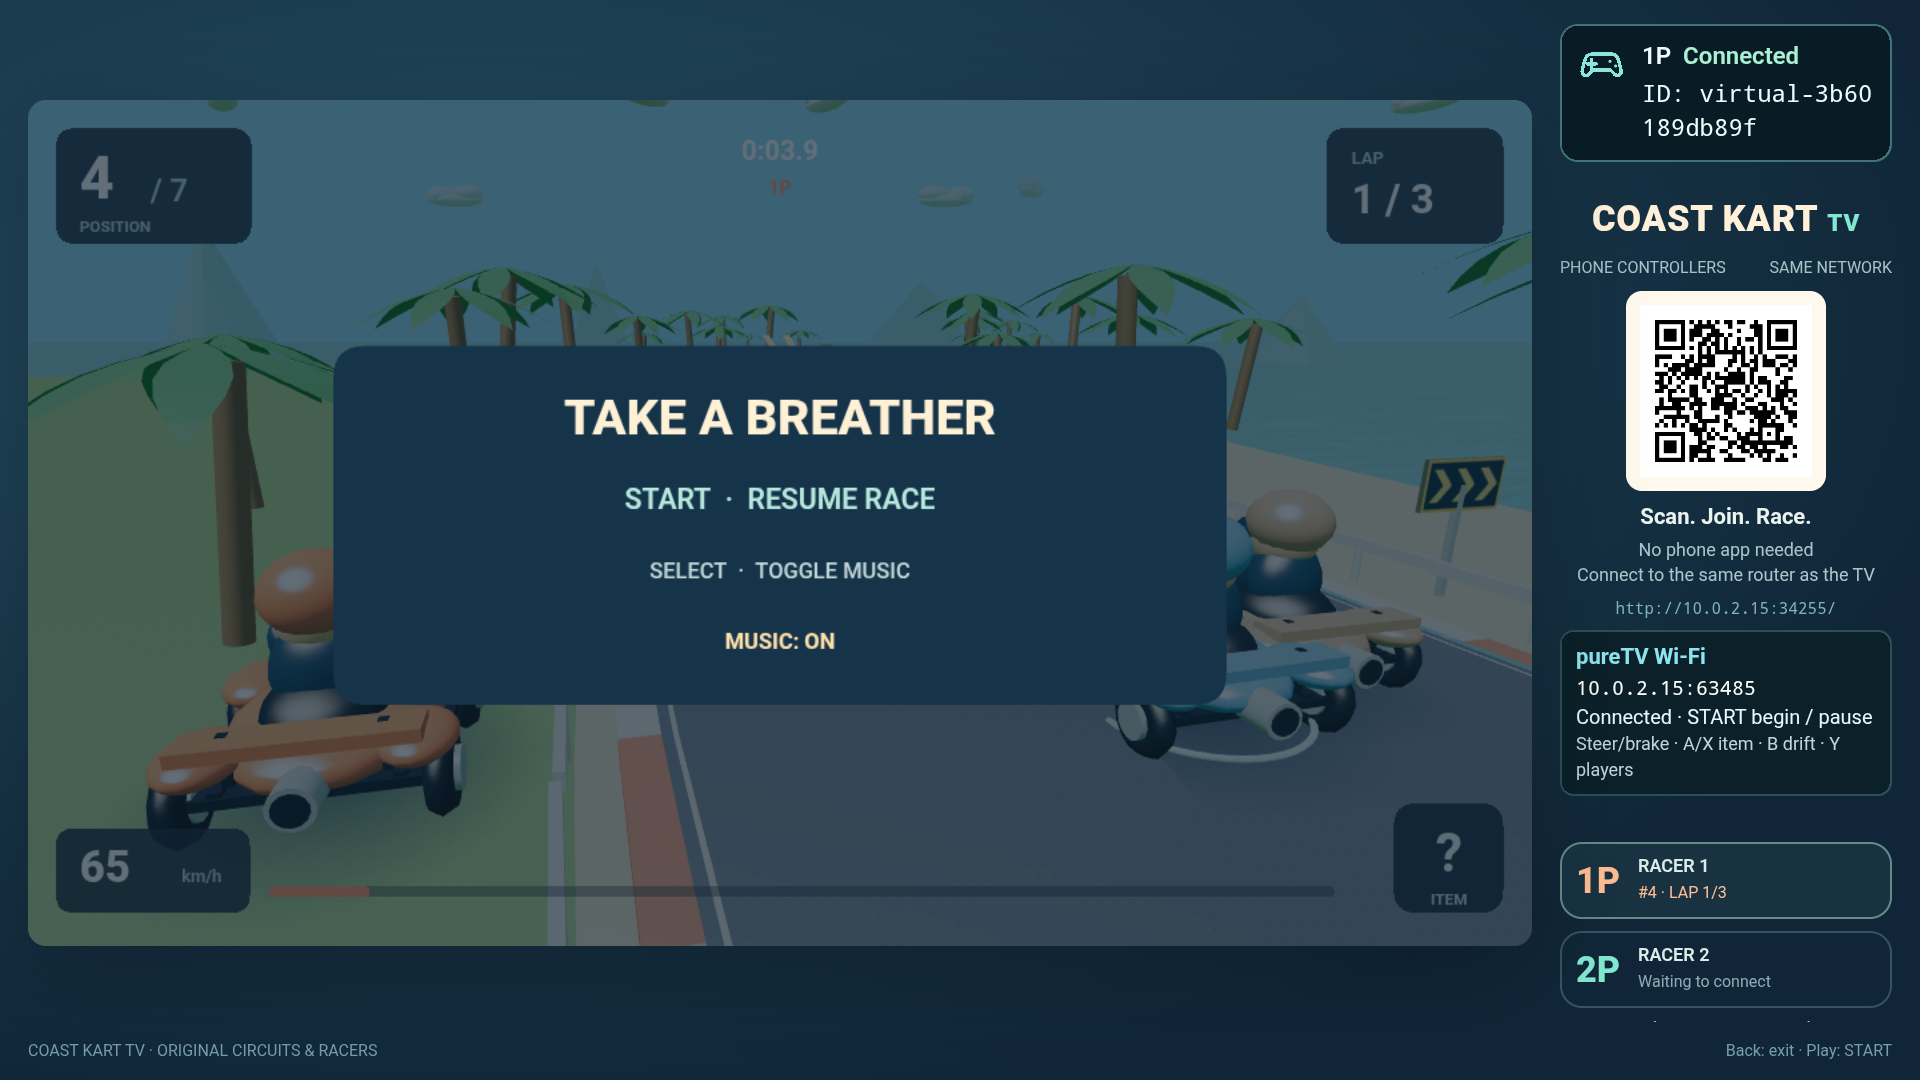 4 / 7
POSITION
0:03.9
1P
LAP
1 / 3
TAKE A BREATHER
START · RESUME RACE
SELECT · TOGGLE MUSIC
MUSIC: ON
65 km/h
?
ITEM
1P Connected
ID: virtual-3b60
189db89f
COAST KART TV
PHONE CONTROLLERS SAME NETWORK
Scan. Join. Race.
No phone app needed
Connect to the same router as the TV
http://10.0.2.15:34255/
pureTV Wi-Fi
10.0.2.15:63485
Connected · START begin / pause
Steer/brake · A/X item · B drift · Y
players
1P RACER 1
#4 · LAP 1/3
2P RACER 2
Waiting to connect
COAST KART TV · ORIGINAL CIRCUITS & RACERS
Back: exit · Play: START